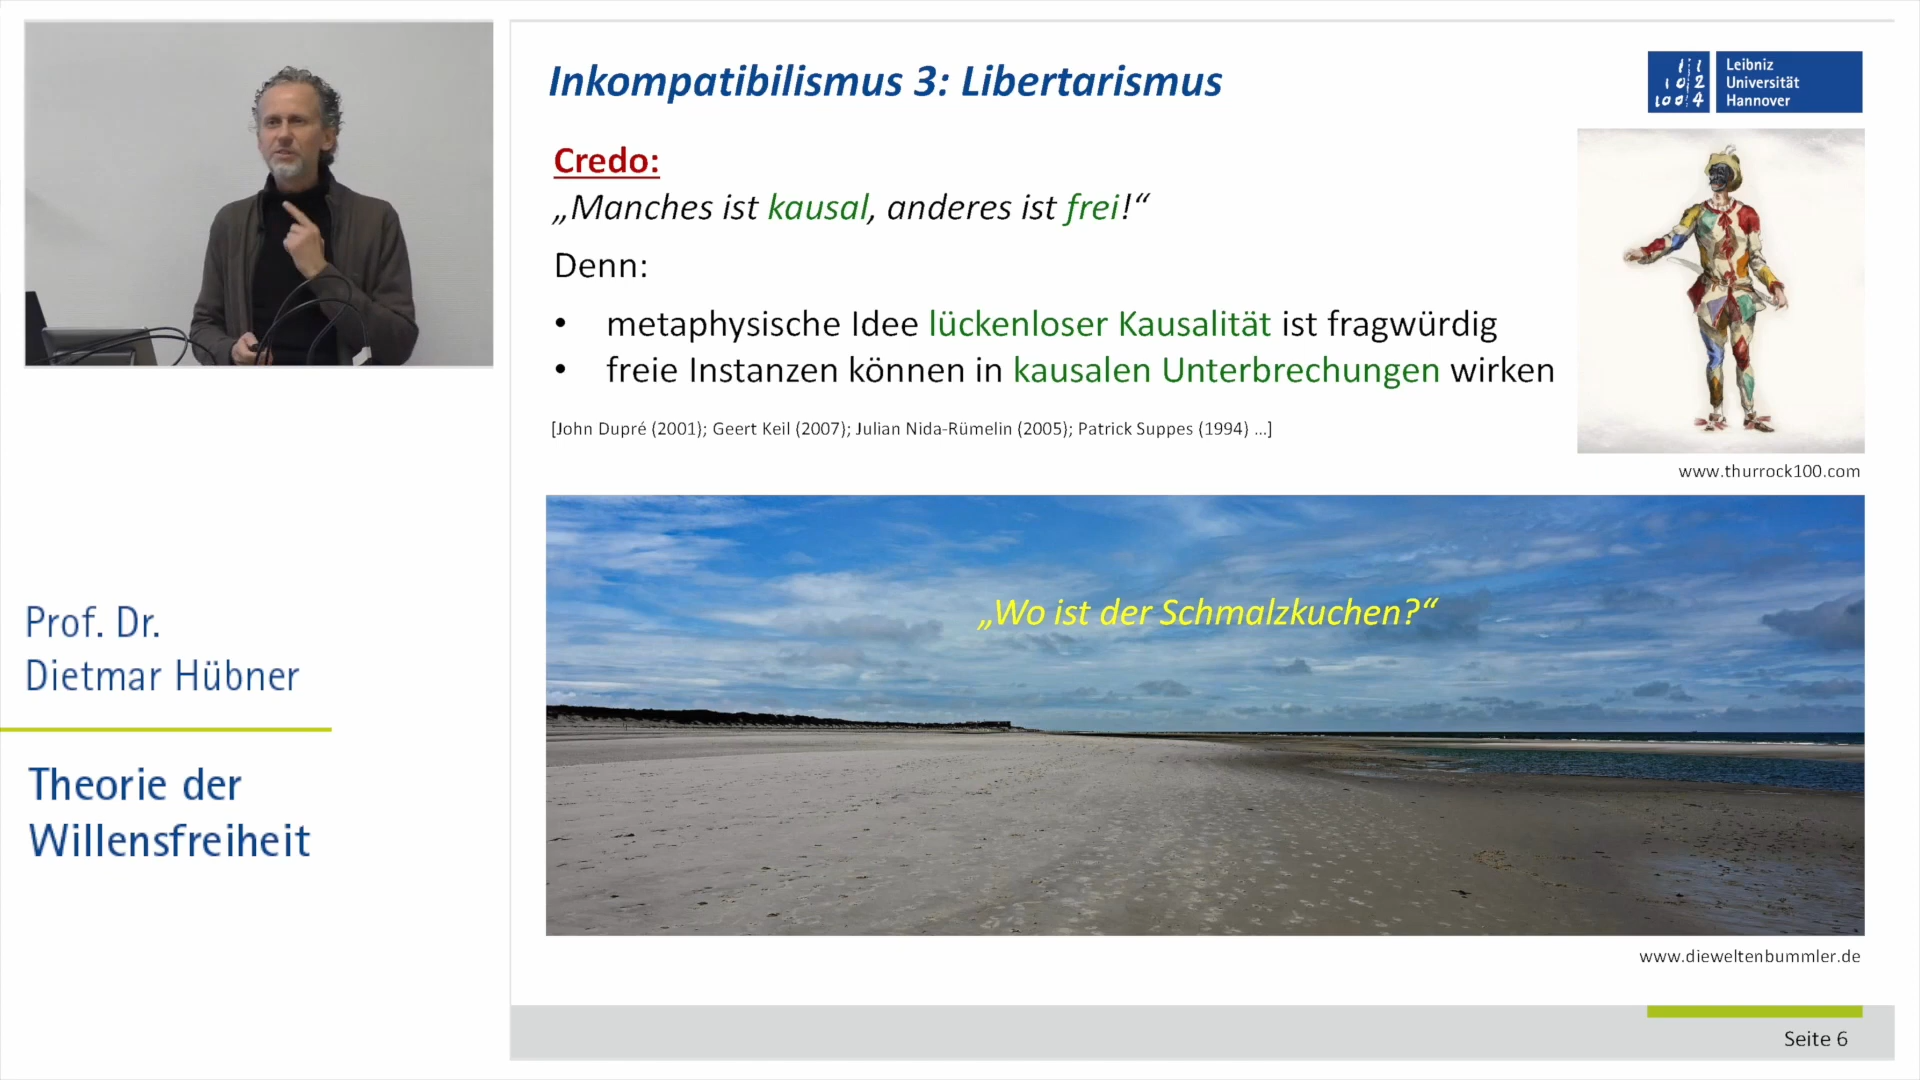 Inkompatibilismus 3: Libertarismus
Leibniz
Universität
Hannover
Credo:
„Manches ist kausal, anderes ist frei!“
Denn:
• metaphysische Idee lückenloser Kausalität ist fragwürdig
• freie Instanzen können in kausalen Unterbrechungen wirken
[John Dupré (2001); Geert Keil (2007); Julian Nida-Rümelin (2005); Patrick Suppes (1994) ...]
www.thurrock100.com
„Wo ist der Schmalzkuchen?“
www.dieweltenbummler.de
Seite 6
Prof. Dr.
Dietmar Hübner
Theorie der
Willensfreiheit